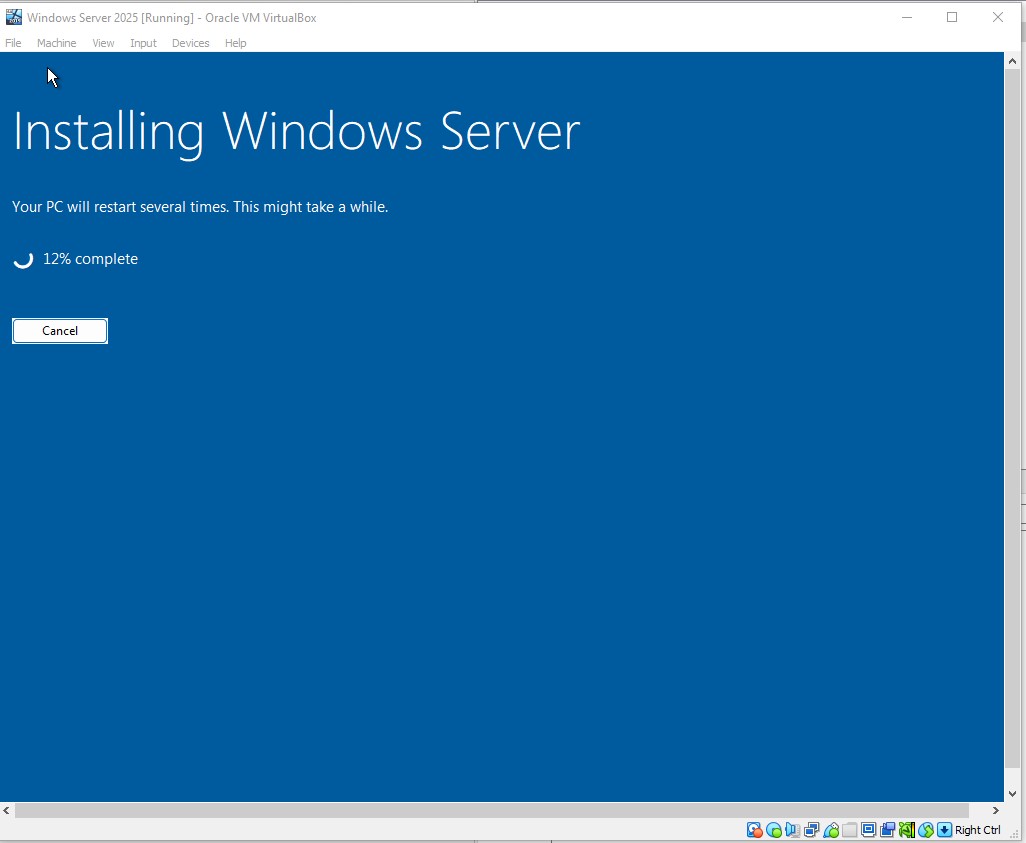 Windows Server 2025 [Running] - Oracle VM VirtualBox
File Machine View Input Devices Help
Installing Windows Server
Your PC will restart several times. This might take a while.
12% complete
Cancel
Right Ctrl